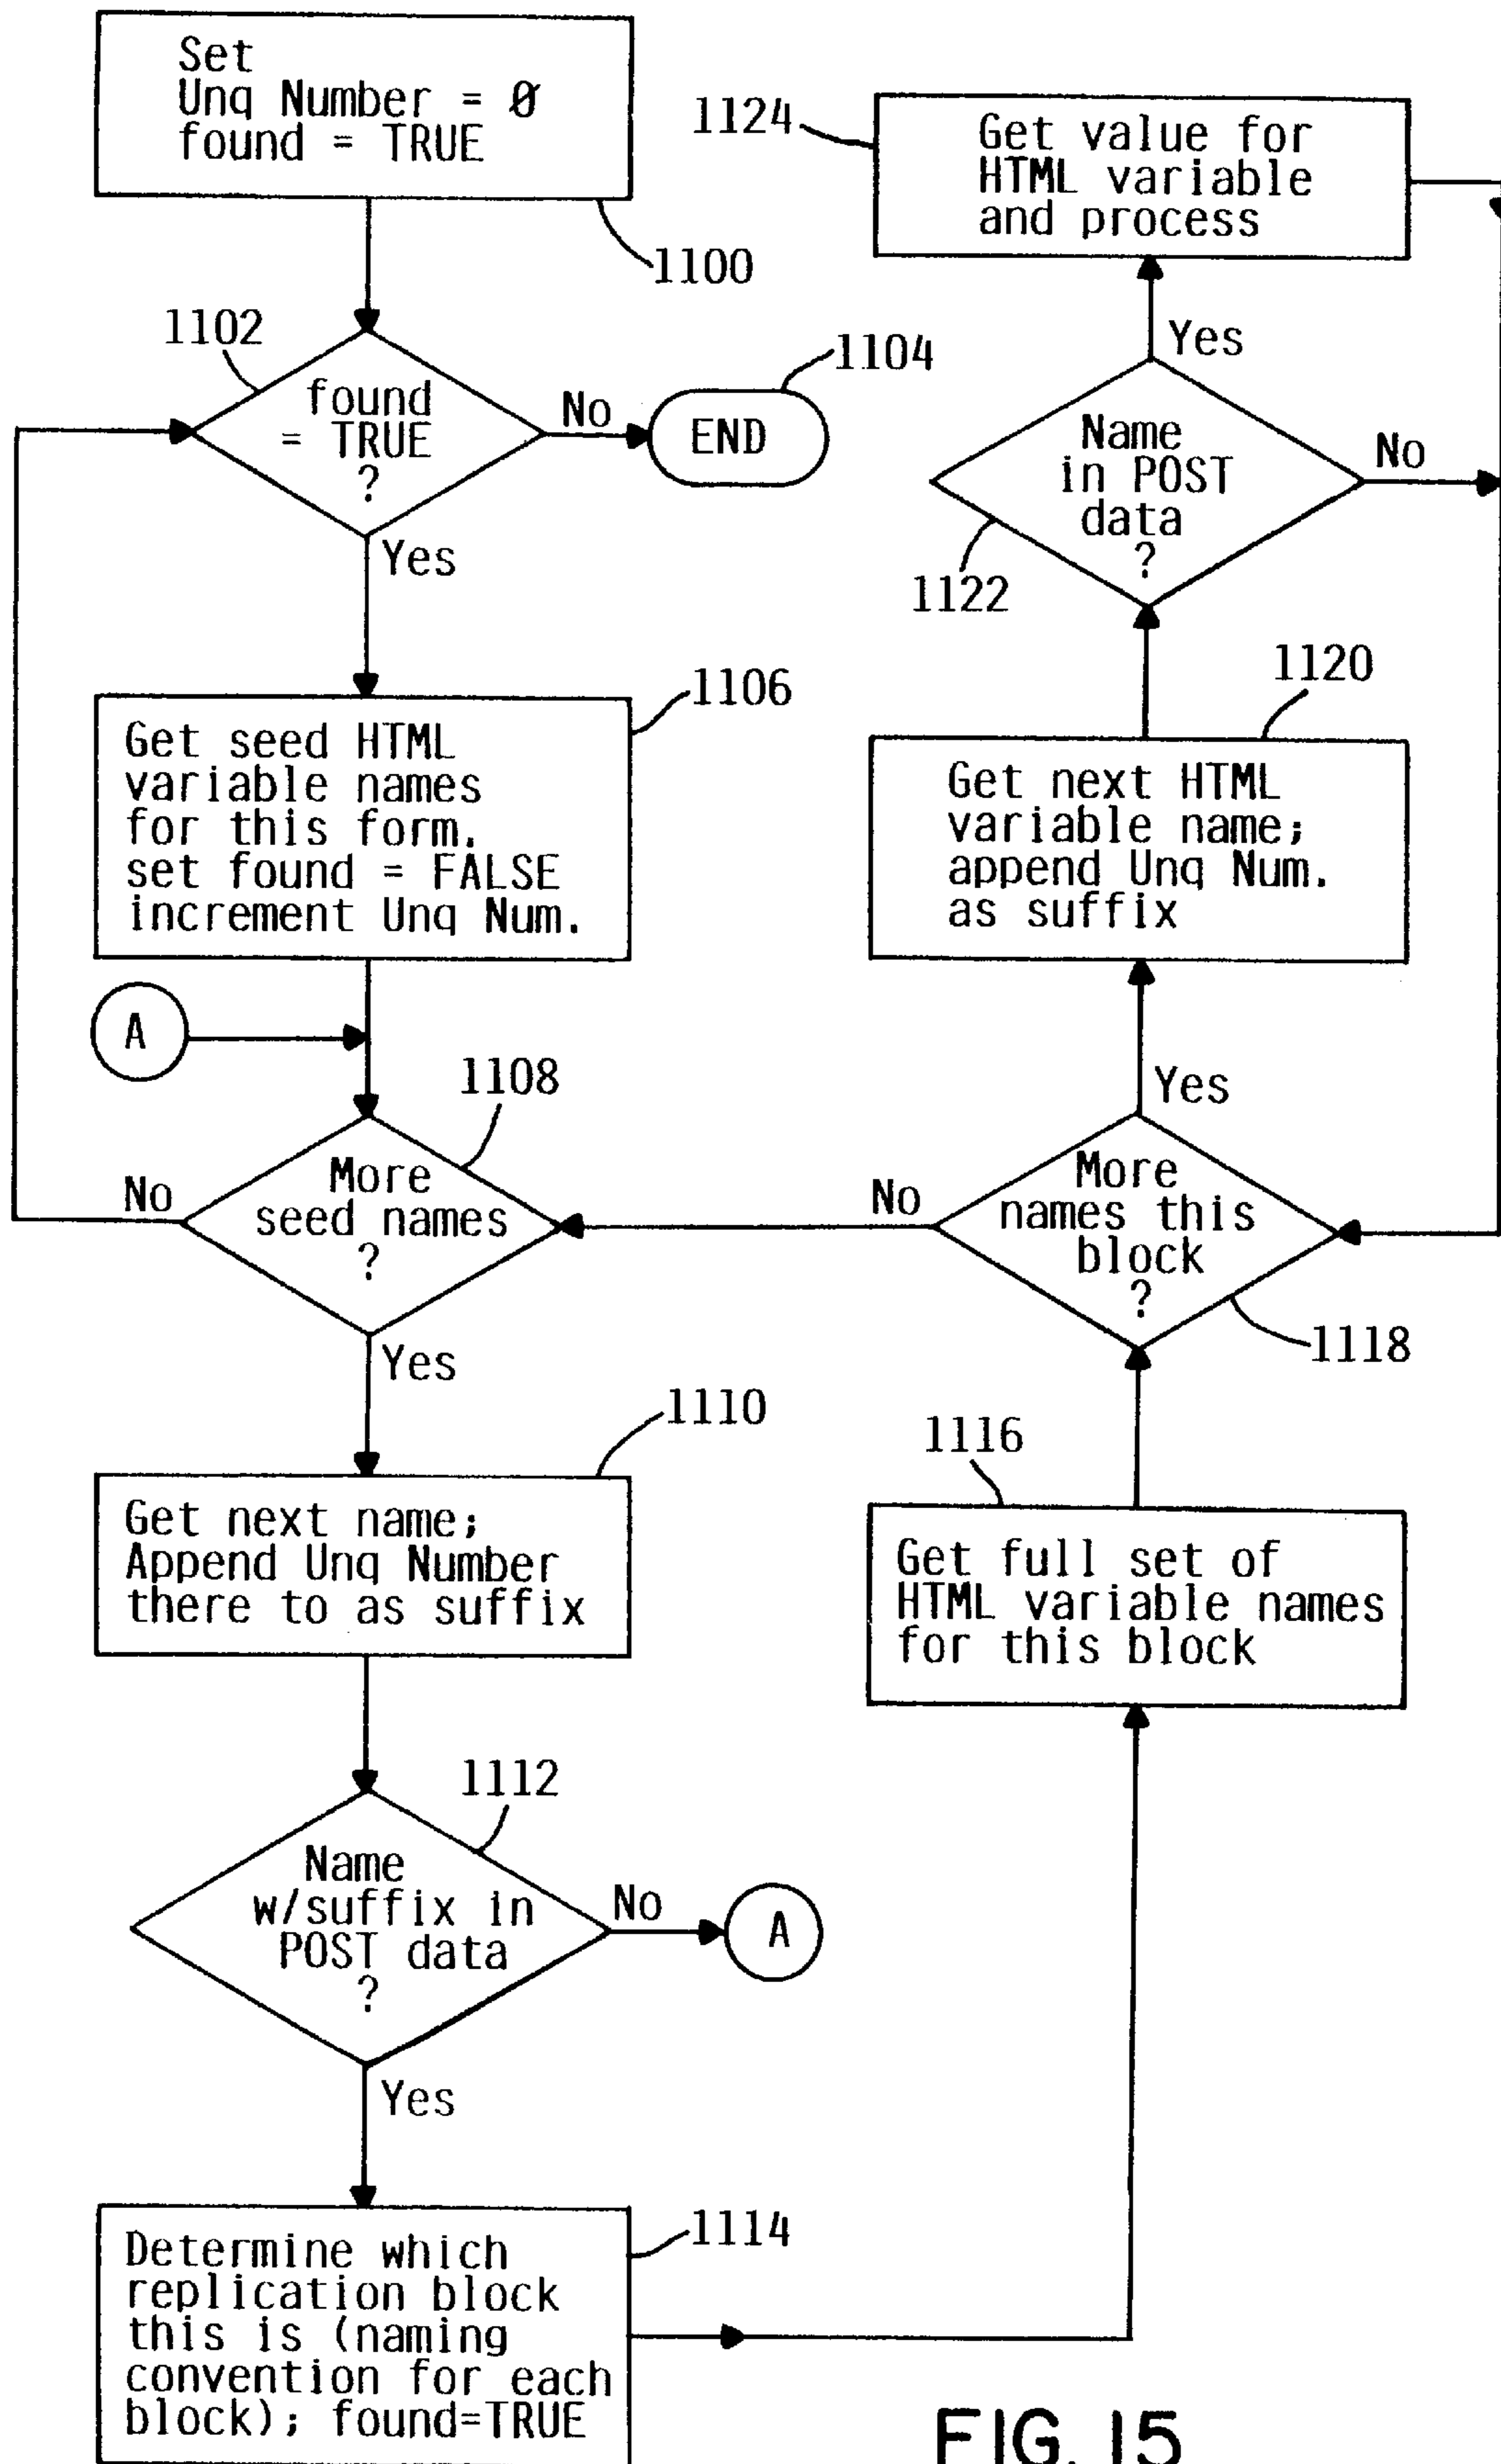 Set
Unq Number = 0
found = TRUE
1100
1102
found
= TRUE
?
No
END
1104
Yes
1106
Get seed HTML
variable names
for this form.
set found = FALSE
increment Unq Num.
A
1108
More
seed names
?
No
Yes
1110
Get next name;
Append Unq Number
there to as suffix
1112
Name
w/suffix in
POST data
?
No
A
Yes
1114
Determine which
replication block
this is (naming
convention for each
block); found=TRUE
1116
Get full set of
HTML variable names
for this block
1118
More
names this
block
?
No
Yes
1120
Get next HTML
variable name;
append Unq Num.
as suffix
1122
Name
in POST
data
?
No
Yes
1124
Get value for
HTML variable
and process
FIG. 15